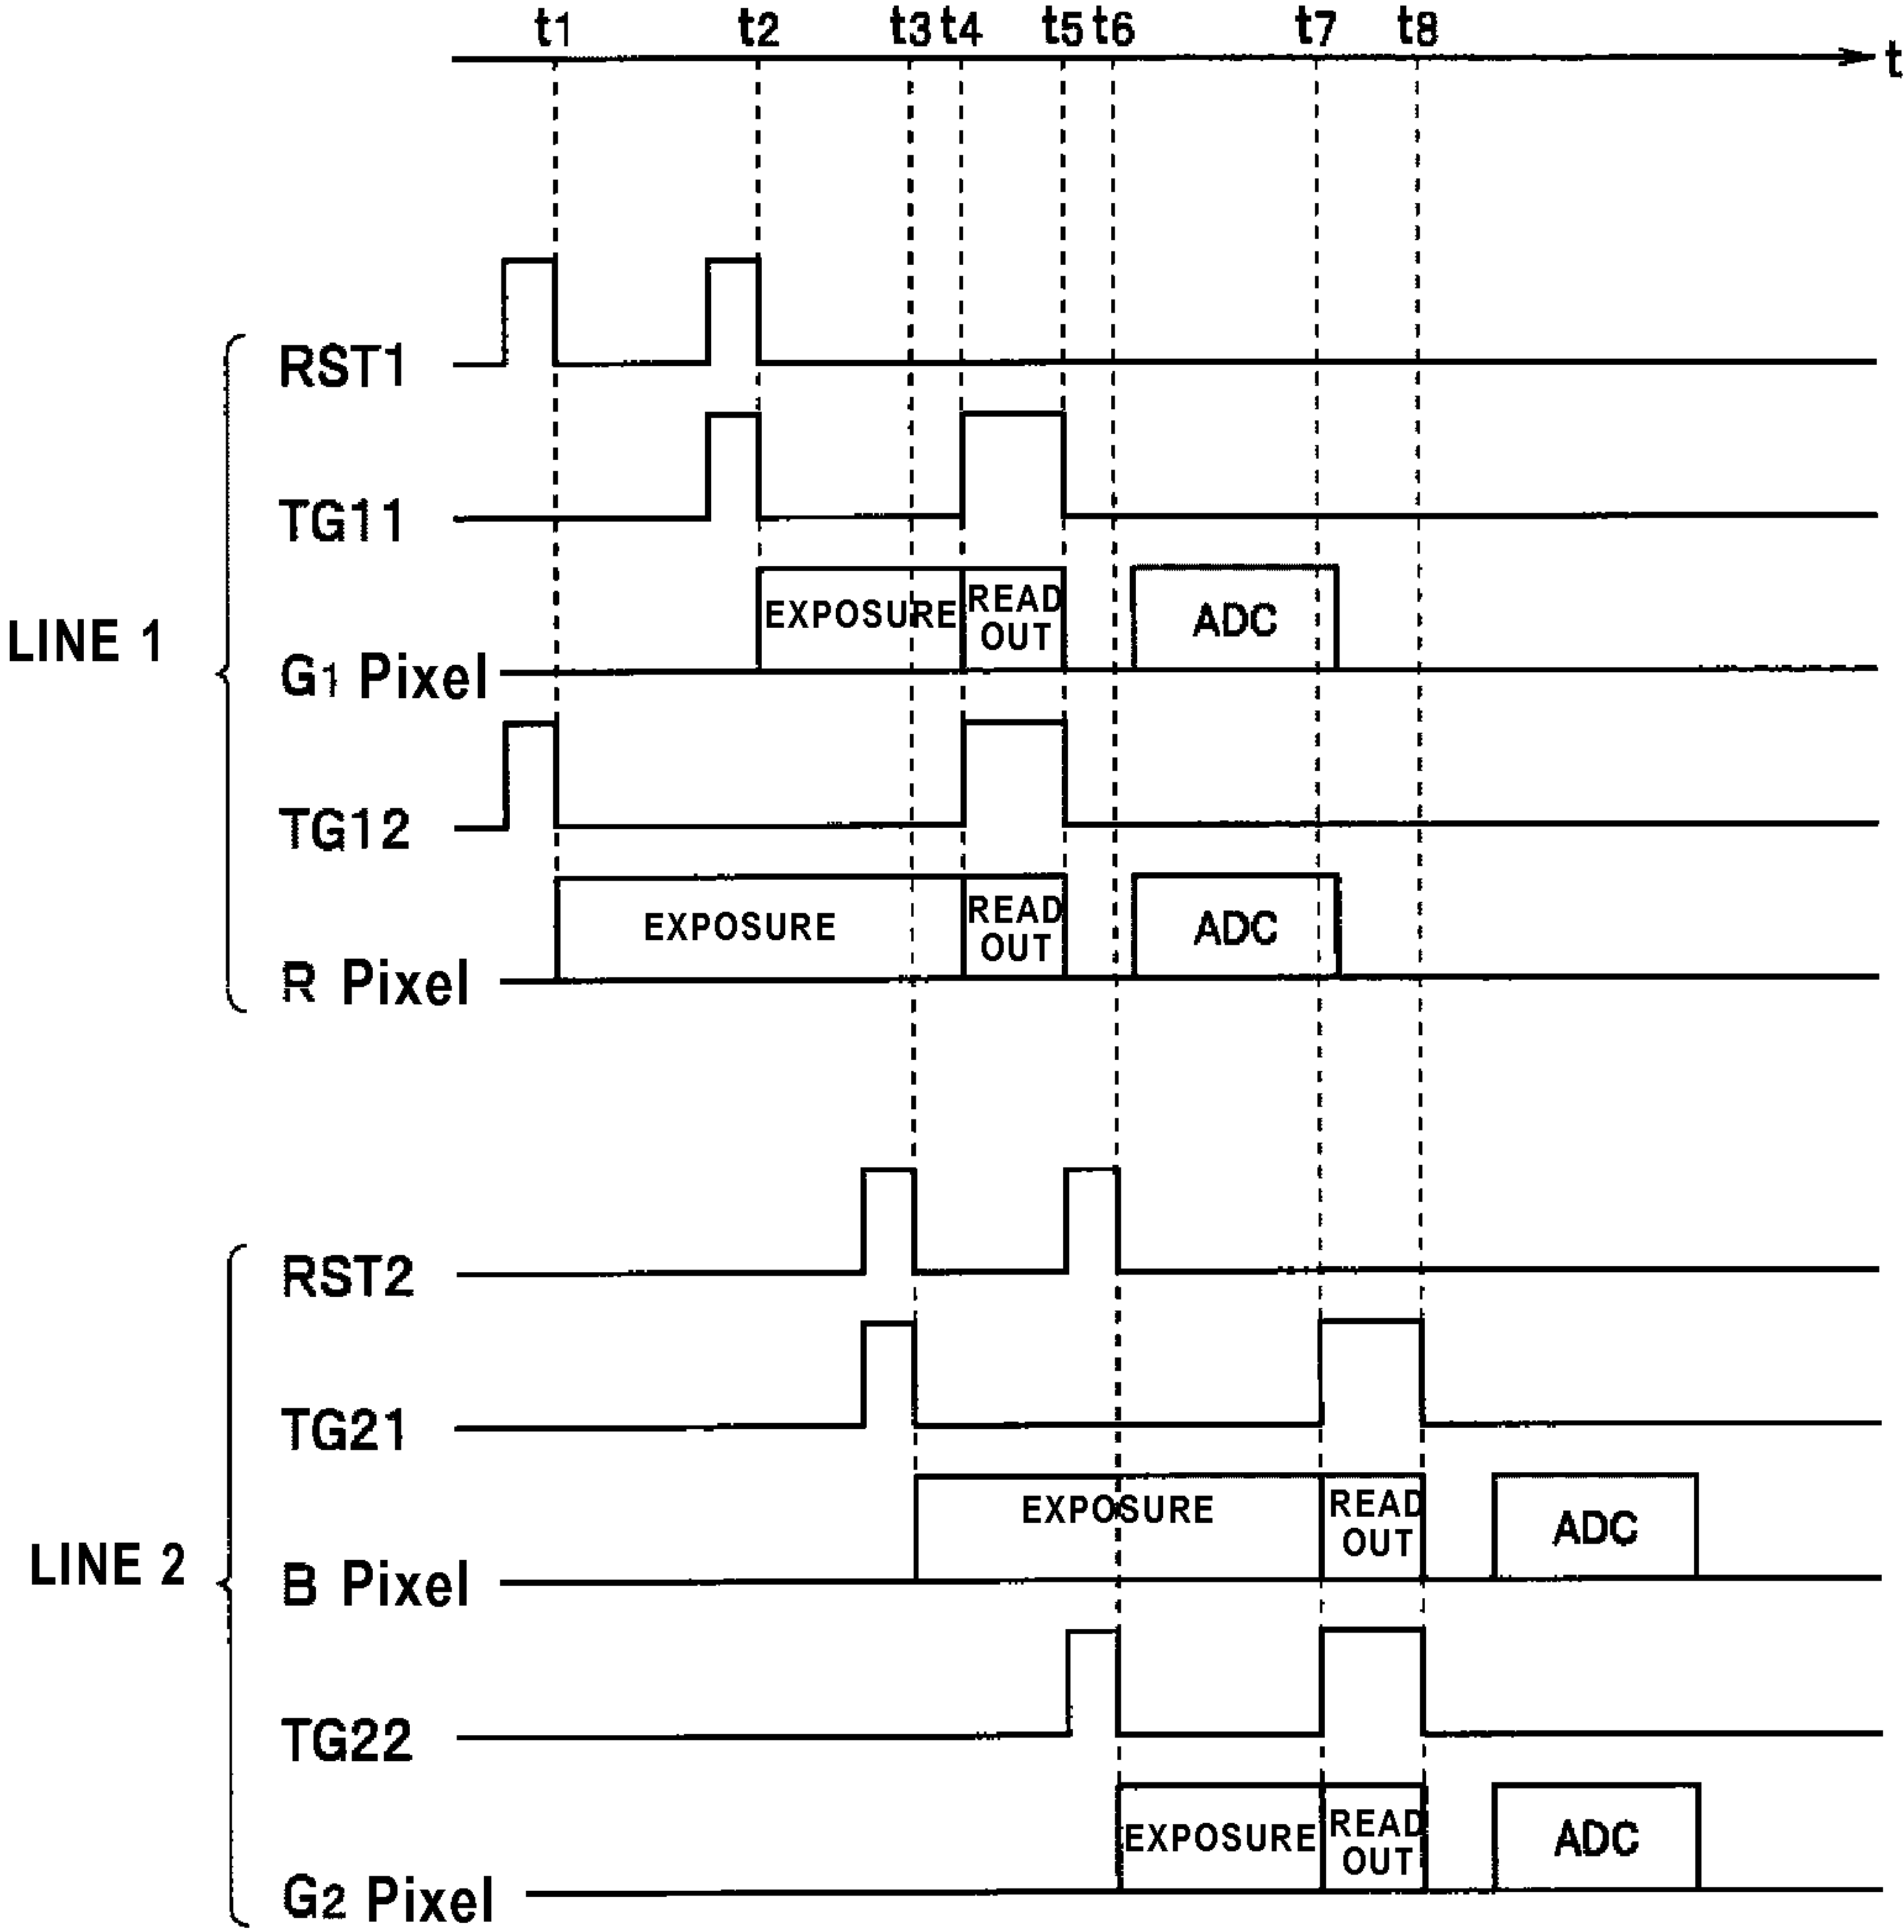 t1 t2 t3 t4 t5 t6 t7 t8
t
RST1
TG11
EXPOSURE
READ
OUT
ADC
LINE 1
G1 Pixel
TG12
EXPOSURE
READ
OUT
ADC
R Pixel
RST2
TG21
EXPOSURE
READ
OUT
ADC
LINE 2
B Pixel
TG22
EXPOSURE
READ
OUT
ADC
G2 Pixel